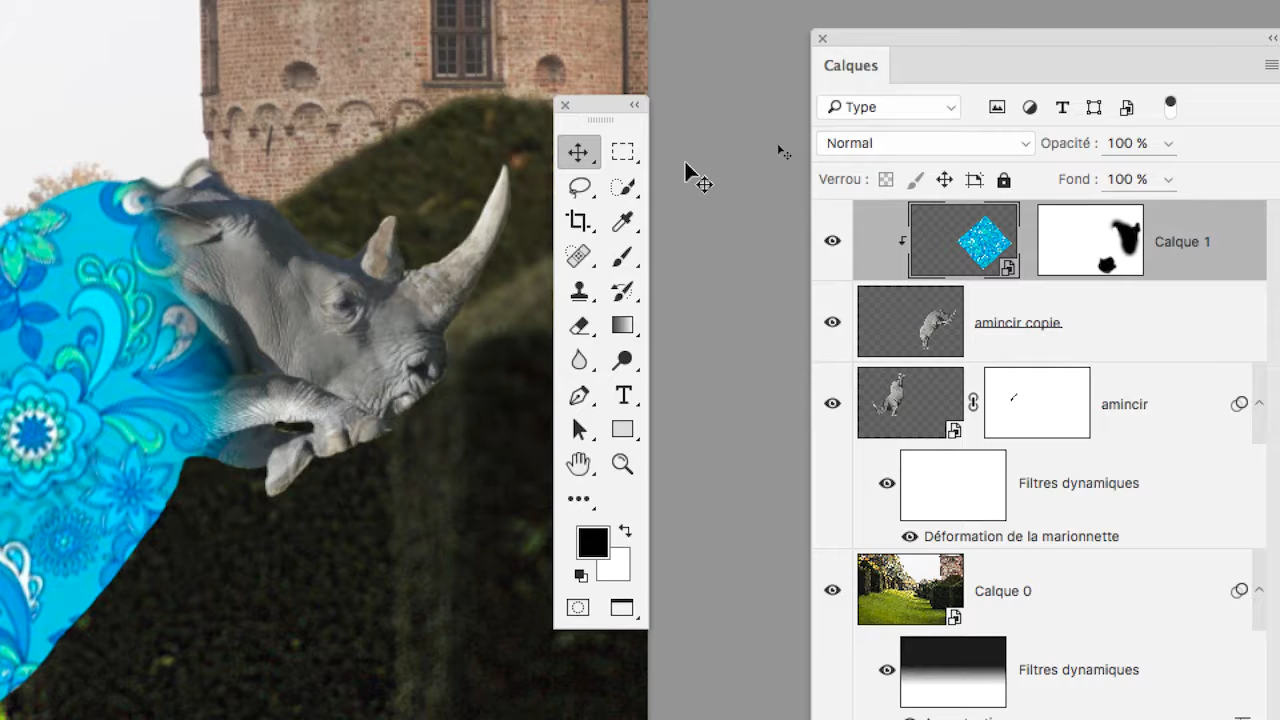 Calques
Type
Normal
Opacité : 100 %
Verrou :
Fond : 100 %
Calque 1
amincir copie
amincir
Filtres dynamiques
Déformation de la marionnette
Calque 0
Filtres dynamiques